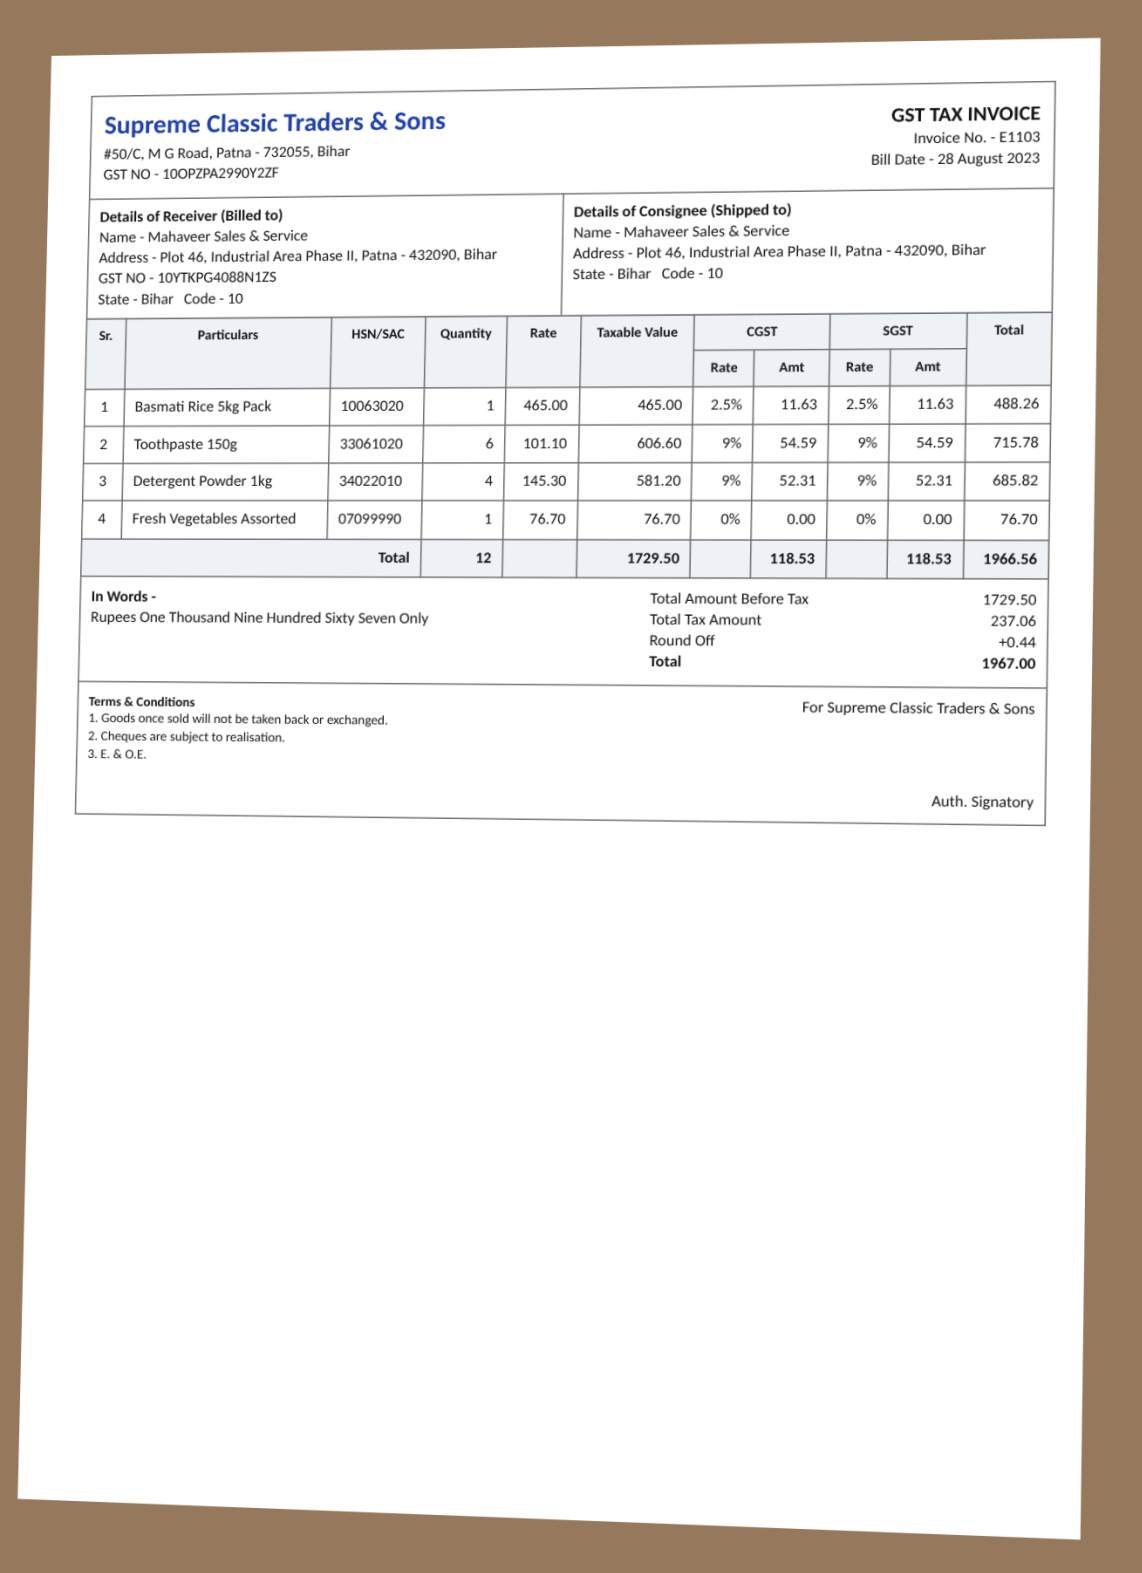 Supreme Classic Traders & Sons
#50/C, M G Road, Patna - 732055, Bihar
GST NO - 10OPZPA2990Y2ZF
GST TAX INVOICE
Invoice No. - E1103
Bill Date - 28 August 2023
Details of Receiver (Billed to)
Name - Mahaveer Sales & Service
Address - Plot 46, Industrial Area Phase II, Patna - 432090, Bihar
GST NO - 10YTKPG4088N1ZS
State - Bihar Code - 10
Details of Consignee (Shipped to)
Name - Mahaveer Sales & Service
Address - Plot 46, Industrial Area Phase II, Patna - 432090, Bihar
State - Bihar Code - 10
Sr. Particulars HSN/SAC Quantity Rate Taxable Value CGST SGST Total
Rate Amt Rate Amt
1 Basmati Rice 5kg Pack 10063020 1 465.00 465.00 2.5% 11.63 2.5% 11.63 488.26
2 Toothpaste 150g 33061020 6 101.10 606.60 9% 54.59 9% 54.59 715.78
3 Detergent Powder 1kg 34022010 4 145.30 581.20 9% 52.31 9% 52.31 685.82
4 Fresh Vegetables Assorted 07099990 1 76.70 76.70 0% 0.00 0% 0.00 76.70
Total 12 1729.50 118.53 118.53 1966.56
In Words -
Rupees One Thousand Nine Hundred Sixty Seven Only
Total Amount Before Tax 1729.50
Total Tax Amount 237.06
Round Off +0.44
Total 1967.00
Terms & Conditions
1. Goods once sold will not be taken back or exchanged.
2. Cheques are subject to realisation.
3. E. & O.E.
For Supreme Classic Traders & Sons
Auth. Signatory